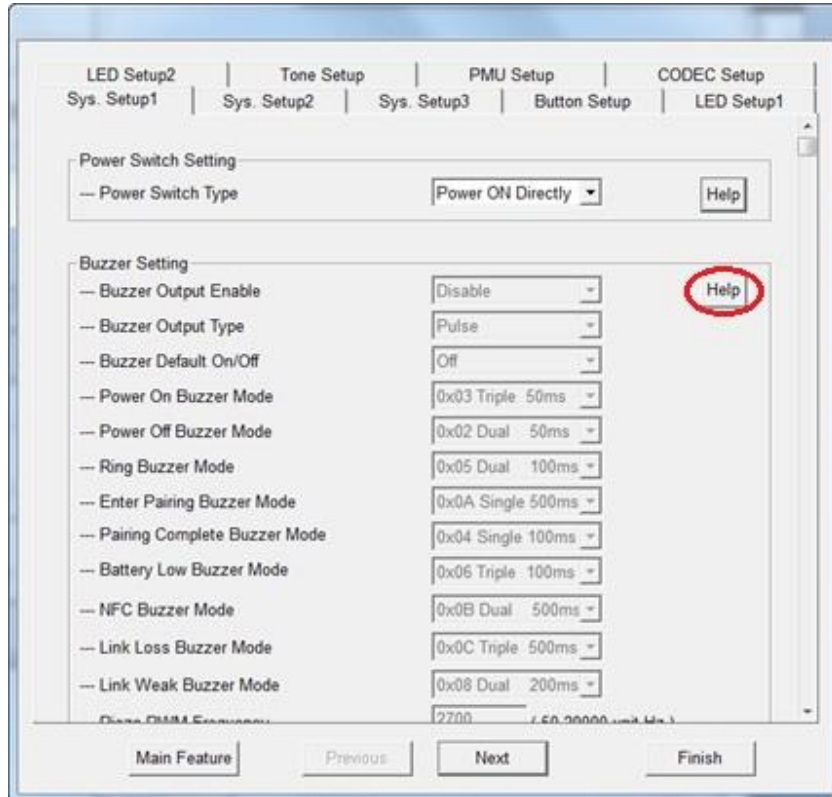 LED Setup2 Tone Setup PMU Setup CODEC Setup
Sys. Setup1 Sys. Setup2 Sys. Setup3 Button Setup LED Setup1
Power Switch Setting
--- Power Switch Type Power ON Directly Help
Buzzer Setting
--- Buzzer Output Enable Disable Help
--- Buzzer Output Type Pulse
--- Buzzer Default On/Off Off
--- Power On Buzzer Mode 0x03 Triple 50ms
--- Power Off Buzzer Mode 0x02 Dual 50ms
--- Ring Buzzer Mode 0x05 Dual 100ms
--- Enter Pairing Buzzer Mode 0x0A Single 500ms
--- Pairing Complete Buzzer Mode 0x04 Single 100ms
--- Battery Low Buzzer Mode 0x06 Triple 100ms
--- NFC Buzzer Mode 0x0B Dual 500ms
--- Link Loss Buzzer Mode 0x0C Triple 500ms
--- Link Weak Buzzer Mode 0x08 Dual 200ms
2700
Main Feature Previous Next Finish